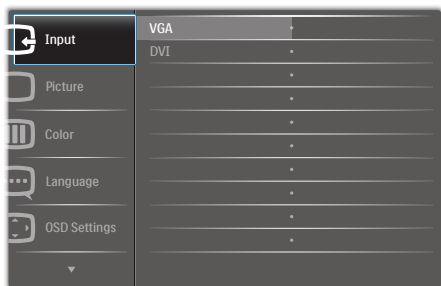 Input
Picture
Color
Language
OSD Settings
VGA
DVI